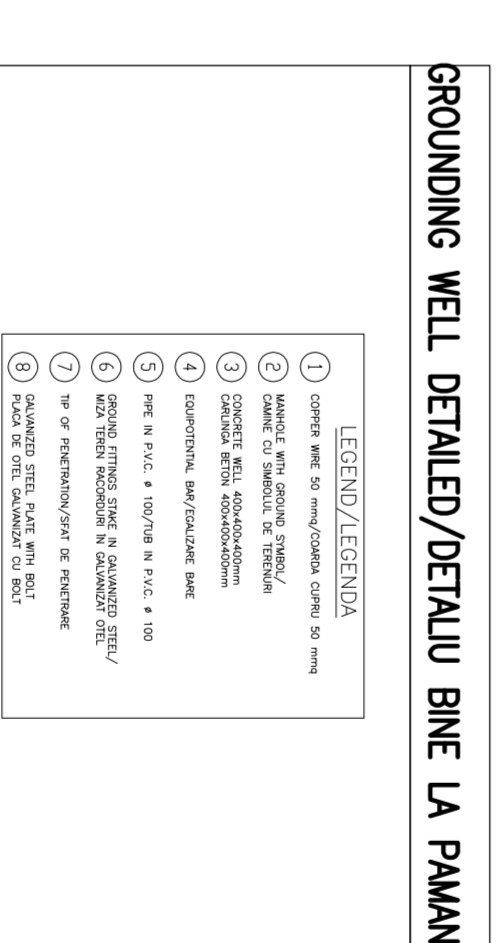 GROUNDING WELL DETAILED/DETALIU BINE LA PAMAN
LEGEND/LEGENDA
1 COPPER WIRE 50 mmq/COARDA CUPRU 50 mmq
2 MANHOLE WITH GROUND SYMBOL/
CAMINE CU SIMBOLUL DE TERENURI
3 CONCRETE WELL 400x400x400mm
CARLINGA BETON 400x400x400mm
4 EQUIPOTENTIAL BAR/EGALIZARE BARE
5 PIPE IN P.V.C. ø 100/TUB IN P.V.C. ø 100
6 GROUND FITTINGS STAKE IN GALVANIZED STEEL/
MIZA TEREN RACORDURI ÎN GALVANIZAT OTEL
7 TIP OF PENETRATION/SFAT DE PENETRARE
8 GALVANIZED STEEL PLATE WITH BOLT
PLACA DE OTEL GALVANIZAT CU BOLT